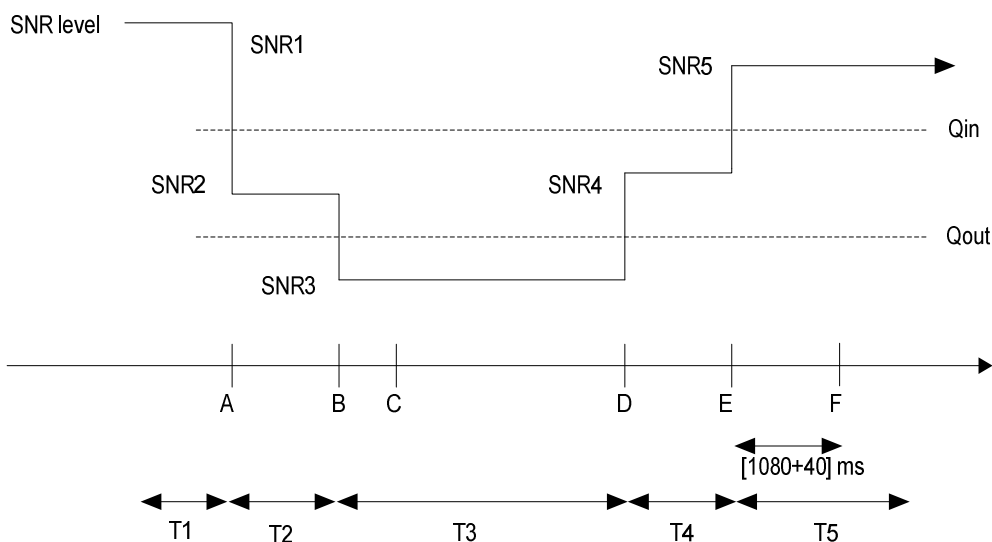 SNR level
SNR1
SNR5
Qin
SNR2
SNR4
Qout
SNR3
A B C D E F
[1080+40] ms
T1 T2 T3 T4 T5